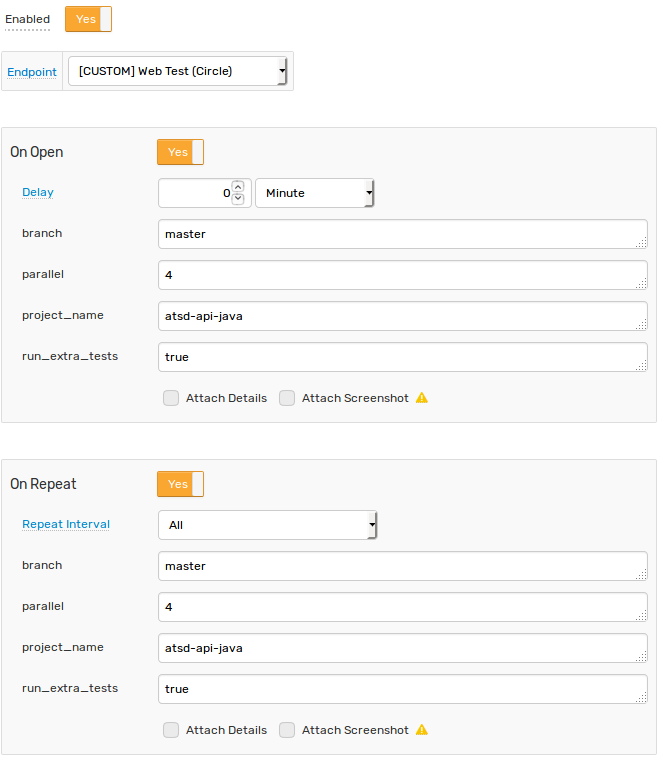 Enabled Yes
Endpoint [CUSTOM] Web Test (Circle)
On Open Yes
Delay 0 Minute
branch master
parallel 4
project_name atsd-api-java
run_extra_tests true
Attach Details Attach Screenshot
On Repeat Yes
Repeat Interval All
branch master
parallel 4
project_name atsd-api-java
run_extra_tests true
Attach Details Attach Screenshot